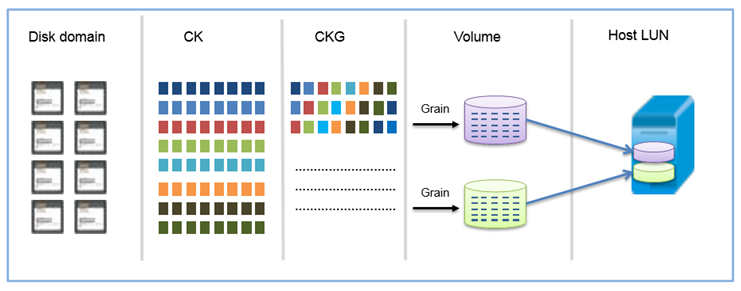 Disk domain
CK
CKG
Volume
Host LUN
Grain
Grain